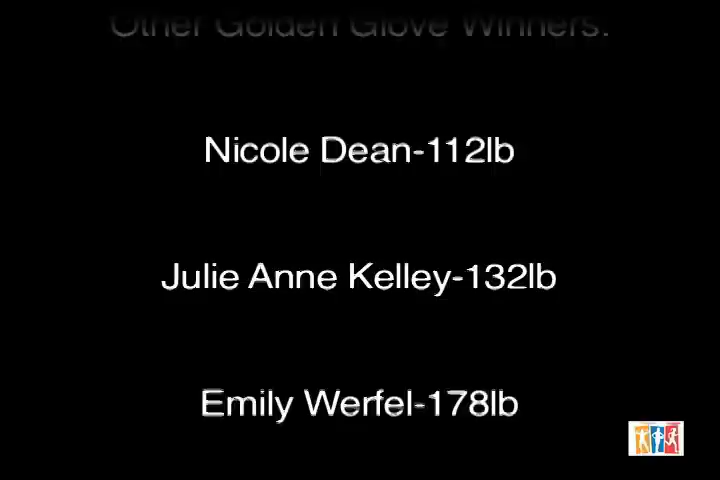 Other Golden Glove Winners:
Nicole Dean-112lb
Julie Anne Kelley-132lb
Emily Werfel-178lb